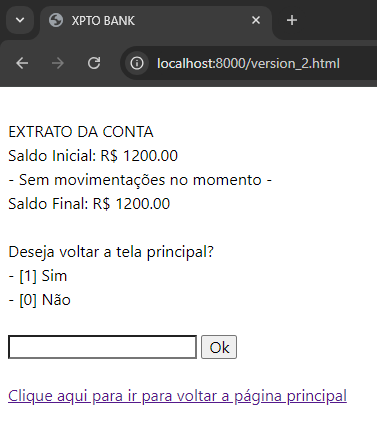 XPTO BANK
localhost:8000/version_2.html
EXTRATO DA CONTA
Saldo Inicial: R$ 1200.00
- Sem movimentações no momento -
Saldo Final: R$ 1200.00
Deseja voltar a tela principal?
- [1] Sim
- [0] Não
Ok
Clique aqui para ir para voltar a página principal